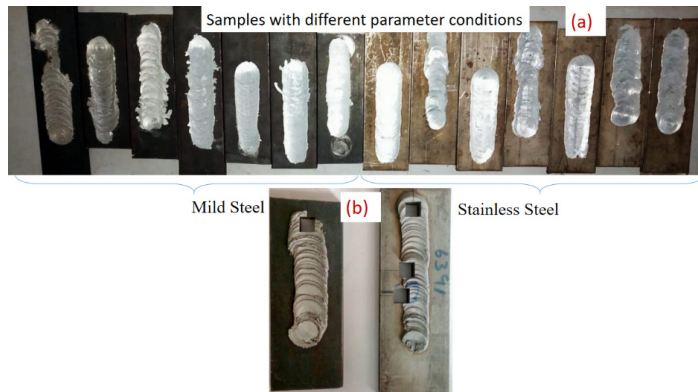 Samples with different parameter conditions
(a)
Mild Steel
Stainless Steel
(b)
6391